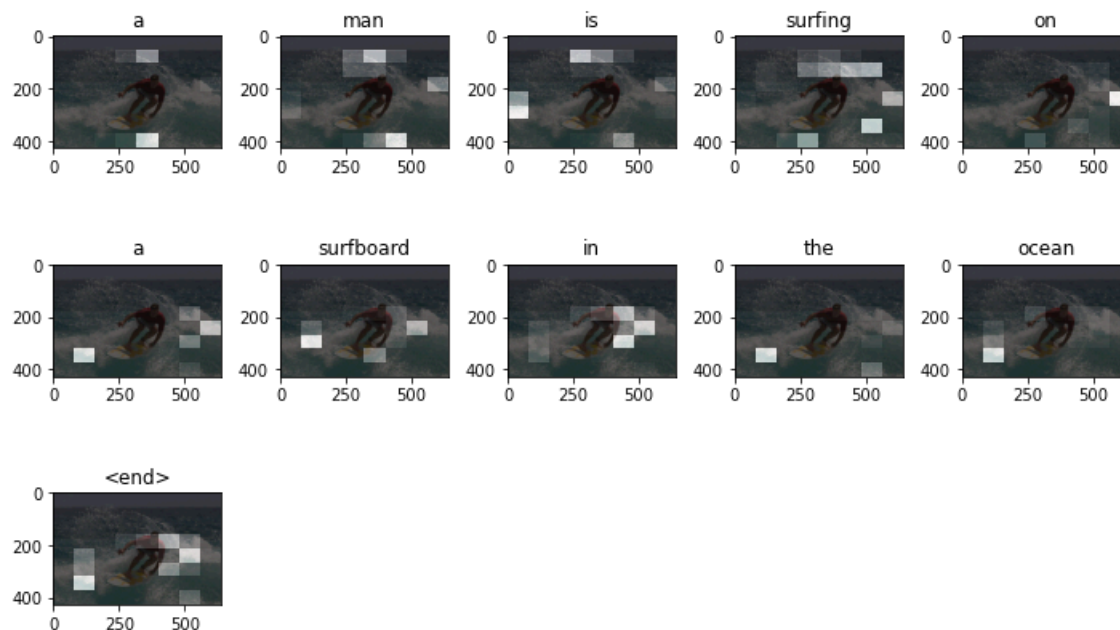 a man is surfing on
0 0 0 0 0
200 200 200 200 200
400 400 400 400 400
0 250 500 0 250 500 0 250 500 0 250 500 0 250 500
a surfboard in the ocean
0 0 0 0 0
200 200 200 200 200
400 400 400 400 400
0 250 500 0 250 500 0 250 500 0 250 500 0 250 500
<end>
0
200
400
0 250 500